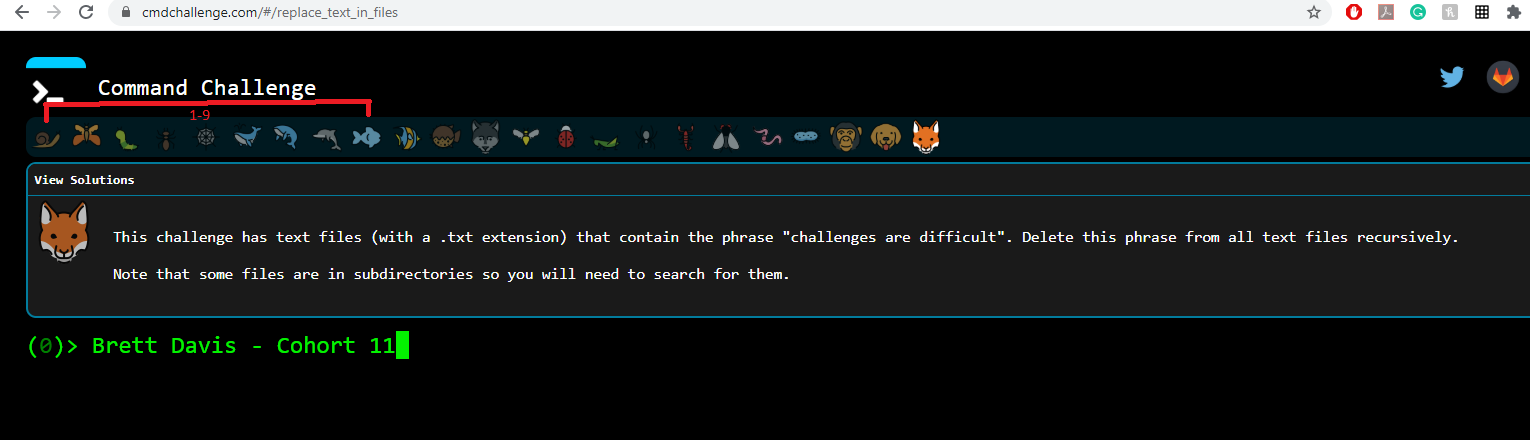 cmdchallenge.com/#/replace_text_in_files
Command Challenge
1-9
View Solutions
This challenge has text files (with a .txt extension) that contain the phrase "challenges are difficult". Delete this phrase from all text files recursively.
Note that some files are in subdirectories so you will need to search for them.
(0)> Brett Davis - Cohort 11